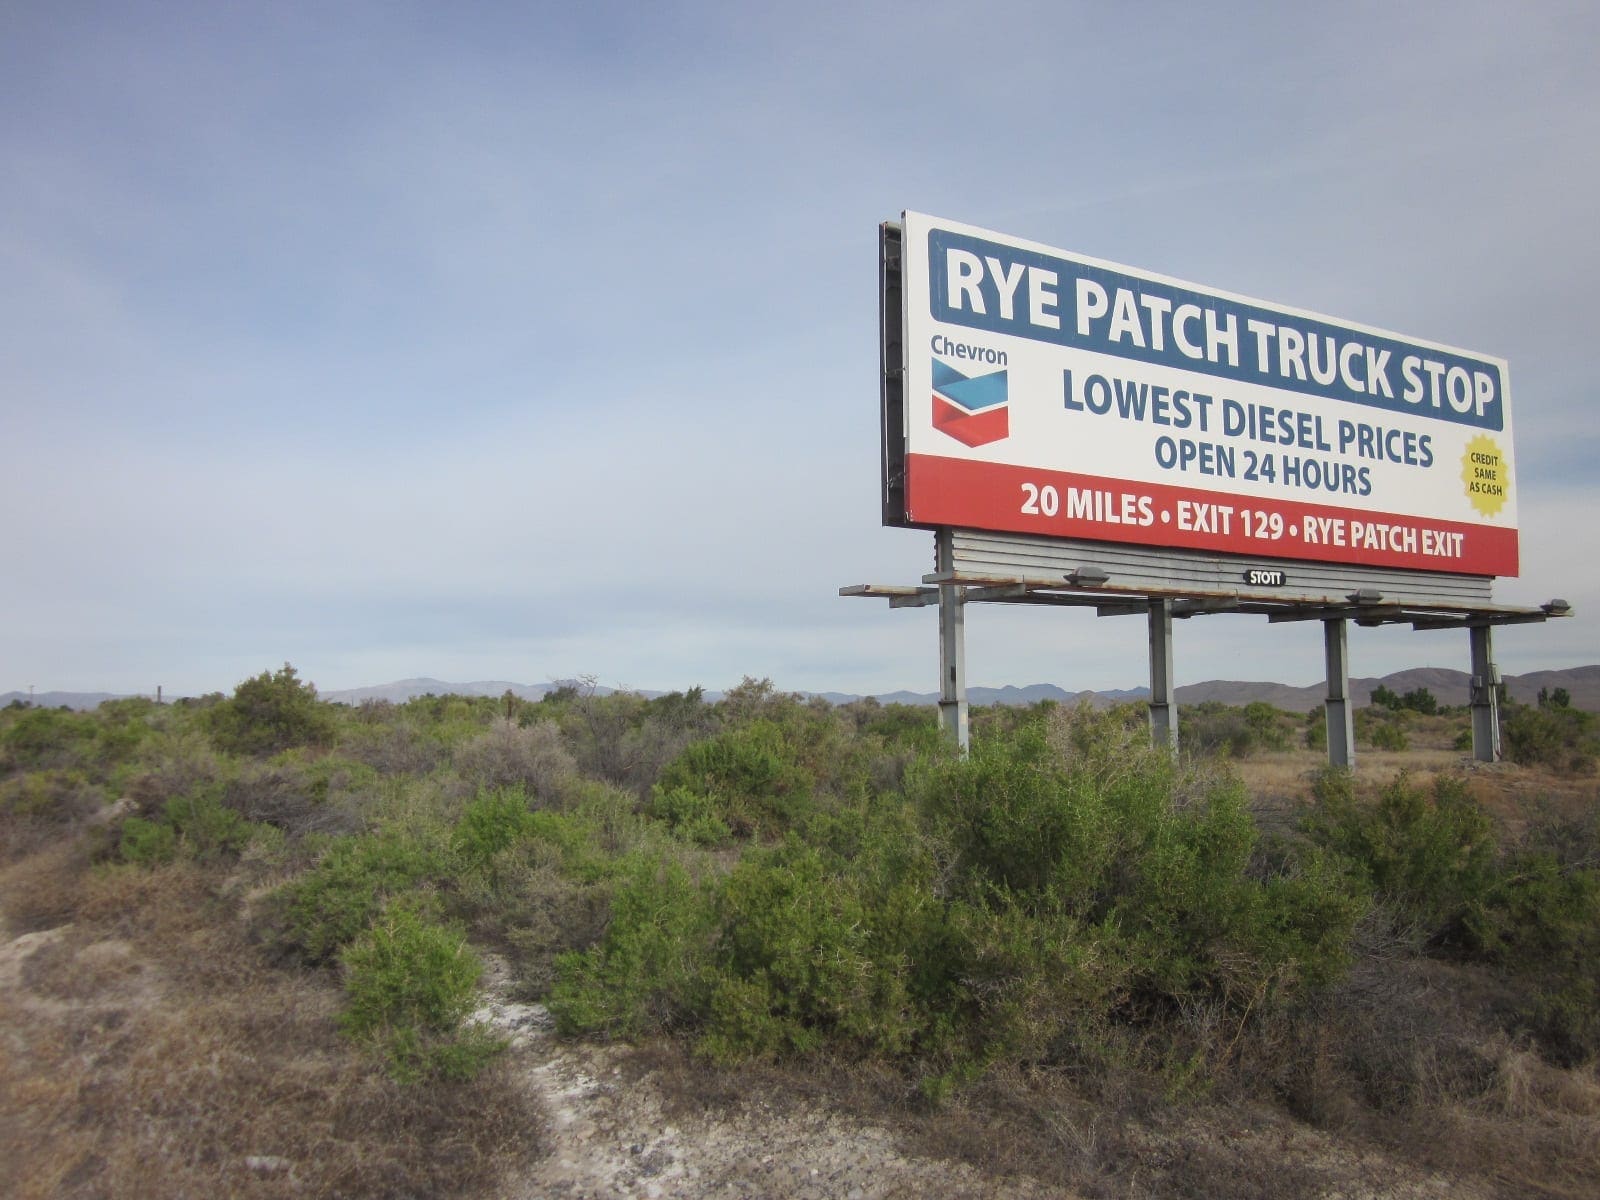 RYE PATCH TRUCK STOP
Chevron
LOWEST DIESEL PRICES
OPEN 24 HOURS
CREDIT
SAME
AS CASH
20 MILES • EXIT 129 • RYE PATCH EXIT
STOTT